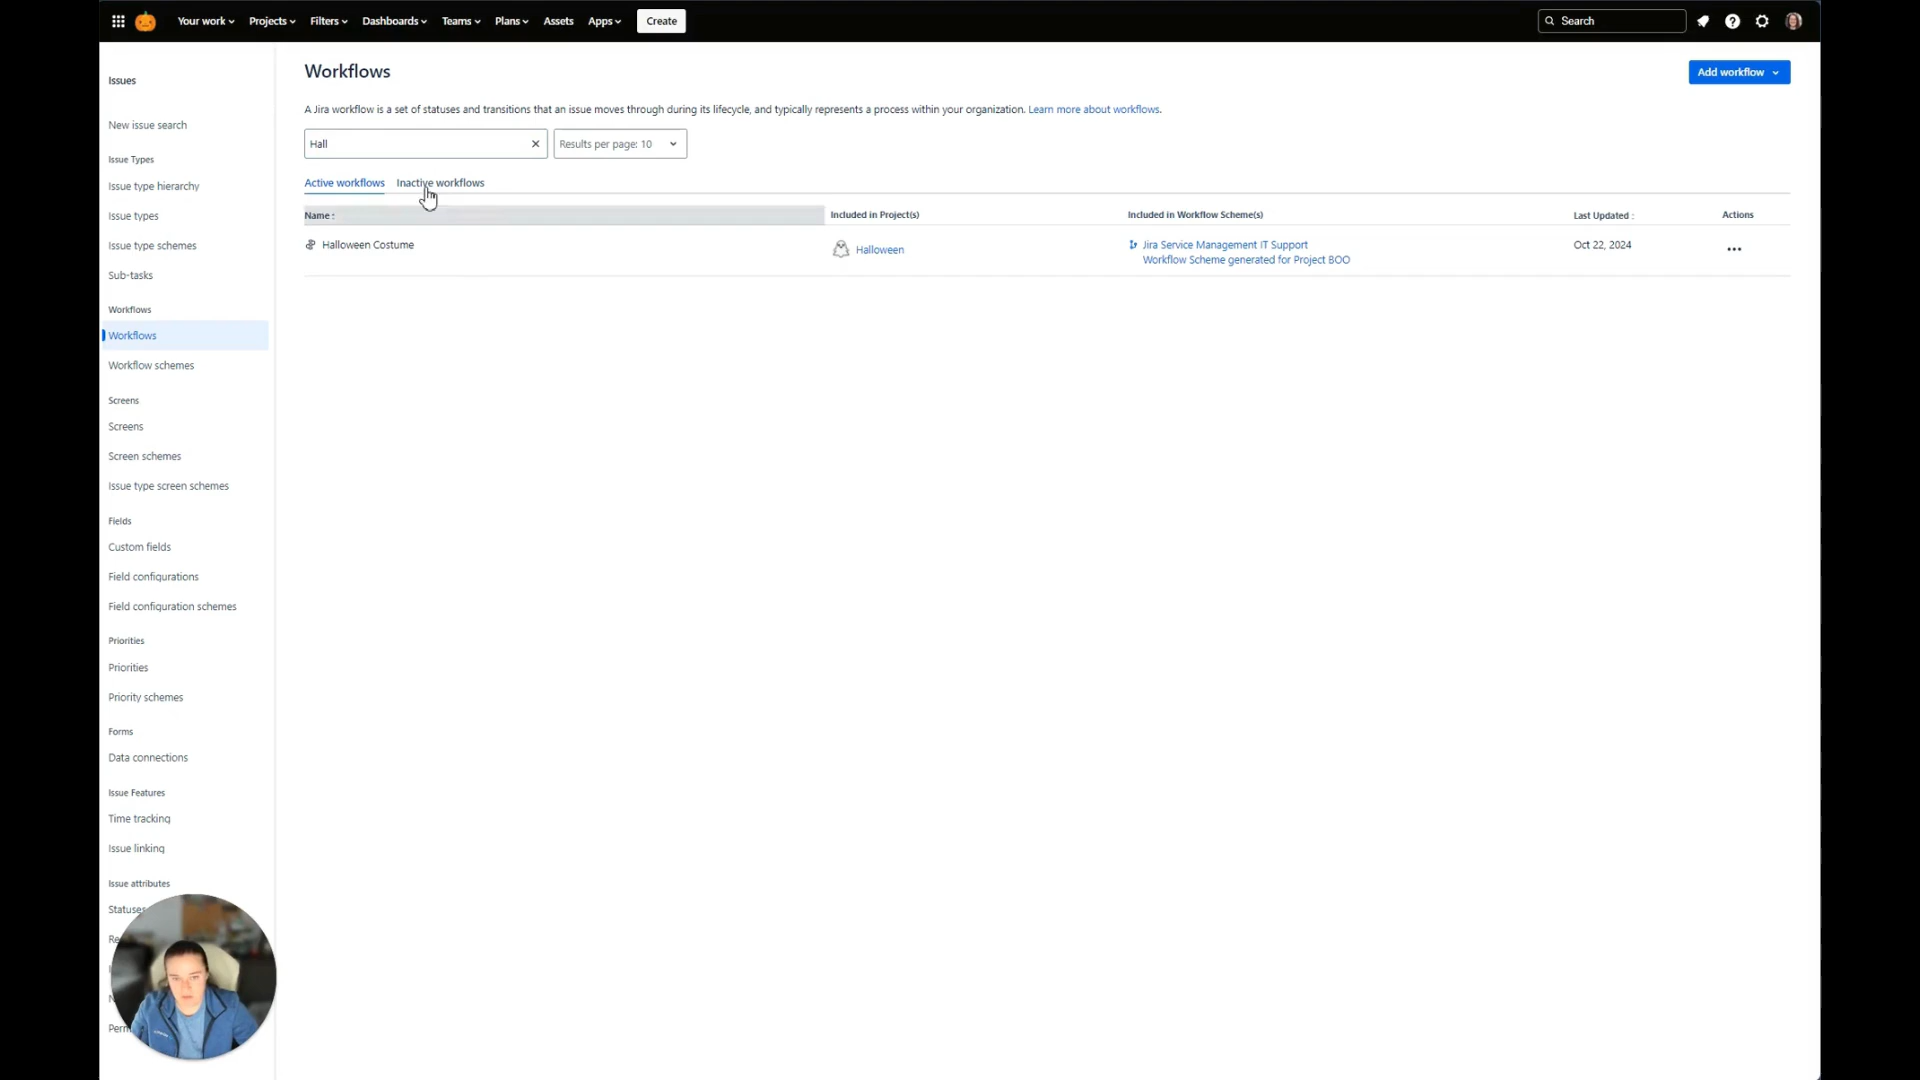 Your work Projects Filters Dashboards Teams Plans Assets Apps Create Search
Issues
New issue search
Issue Types
Issue type hierarchy
Issue types
Issue type schemes
Sub-tasks
Workflows
Workflows
Workflow schemes
Screens
Screens
Screen schemes
Issue type screen schemes
Fields
Custom fields
Field configurations
Field configuration schemes
Priorities
Priorities
Priority schemes
Forms
Data connections
Issue Features
Time tracking
Issue linking
Issue attributes
Statuses
Workflows
Add workflow
A Jira workflow is a set of statuses and transitions that an issue moves through during its lifecycle, and typically represents a process within your organization. Learn more about workflows.
Hall
Results per page: 10
Active workflows Inactive workflows
Name Included in Project(s) Included in Workflow Scheme(s) Last Updated Actions
Halloween Costume Halloween Jira Service Management IT Support Oct 22, 2024
Workflow Scheme generated for Project BOO